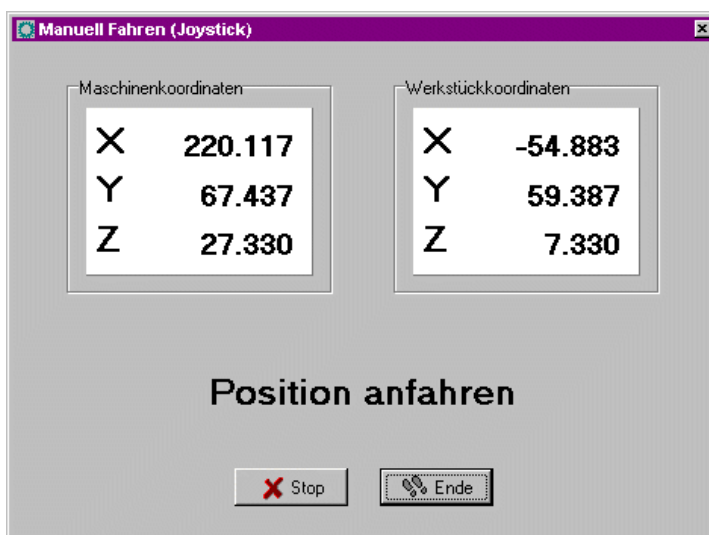 Manuell Fahren (Joystick)
Maschinenkoordinaten
X 220.117
Y 67.437
Z 27.330
Werkstückkoordinaten
X -54.883
Y 59.387
Z 7.330
Position anfahren
Stop
Ende